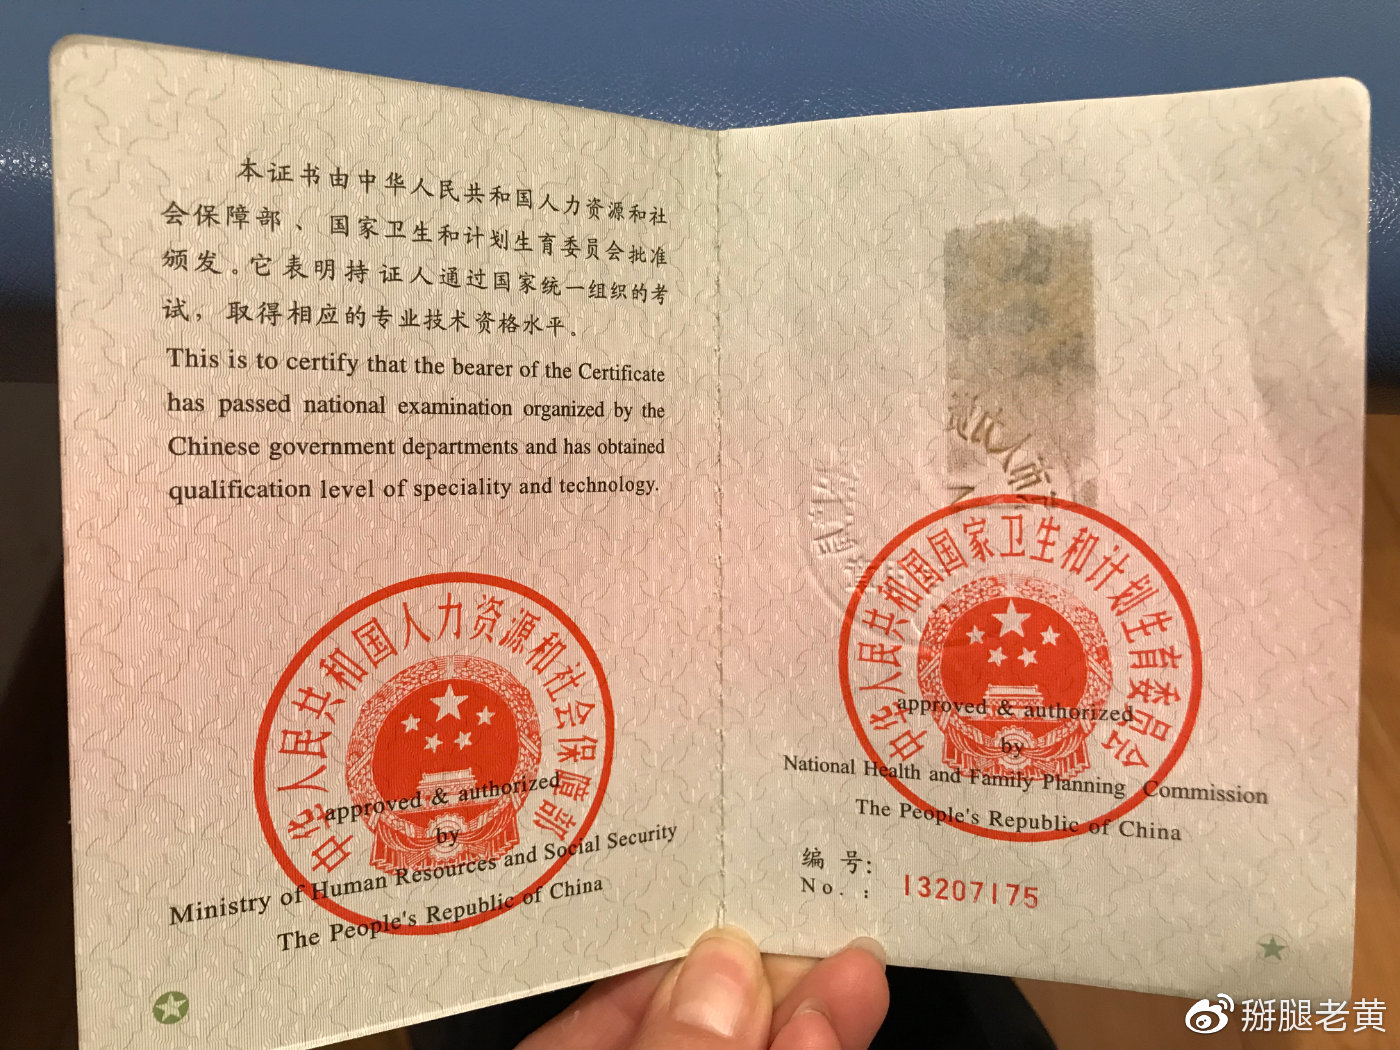 本证书由中华人民共和国人力资源和社
会保障部、国家卫生和计划生育委员会批准
颁发。它表明持证人通过国家统一组织的考
试，取得相应的专业技术资格水平。
This is to certify that the bearer of the Certificate
has passed national examination organized by the
Chinese government departments and has obtained
qualification level of speciality and technology.
中华人民共和国人力资源和社会保障部
approved & authorized
by
Ministry of Human Resources and Social Security
The People's Republic of China
中华人民共和国国家卫生和计划生育委员会
approved & authorized
by
National Health and Family Planning Commission
The People's Republic of China
编 号:
No. : 13207175
掰腿老黄